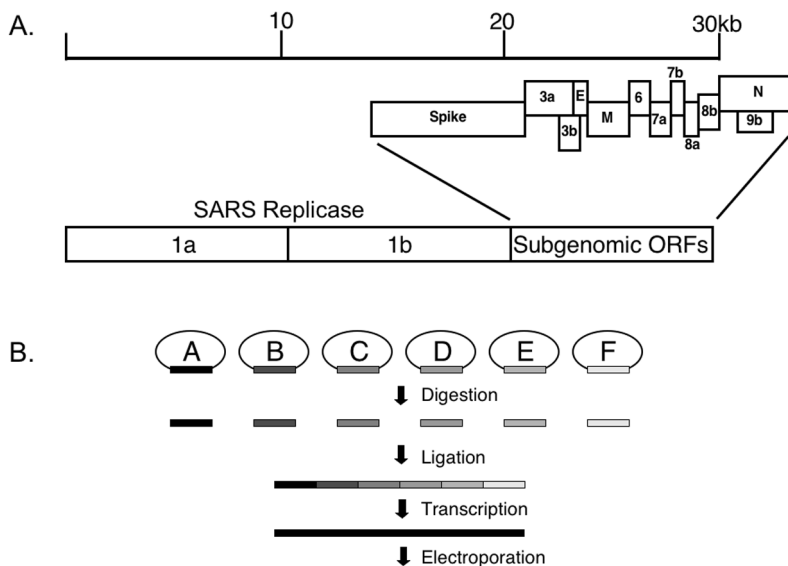 A.
10 20 30kb
7b
3a E 6 N
Spike M 7a 8b
3b 8a 9b
SARS Replicase
1a 1b Subgenomic ORFs
B.
A B C D E F
Digestion
Ligation
Transcription
Electroporation